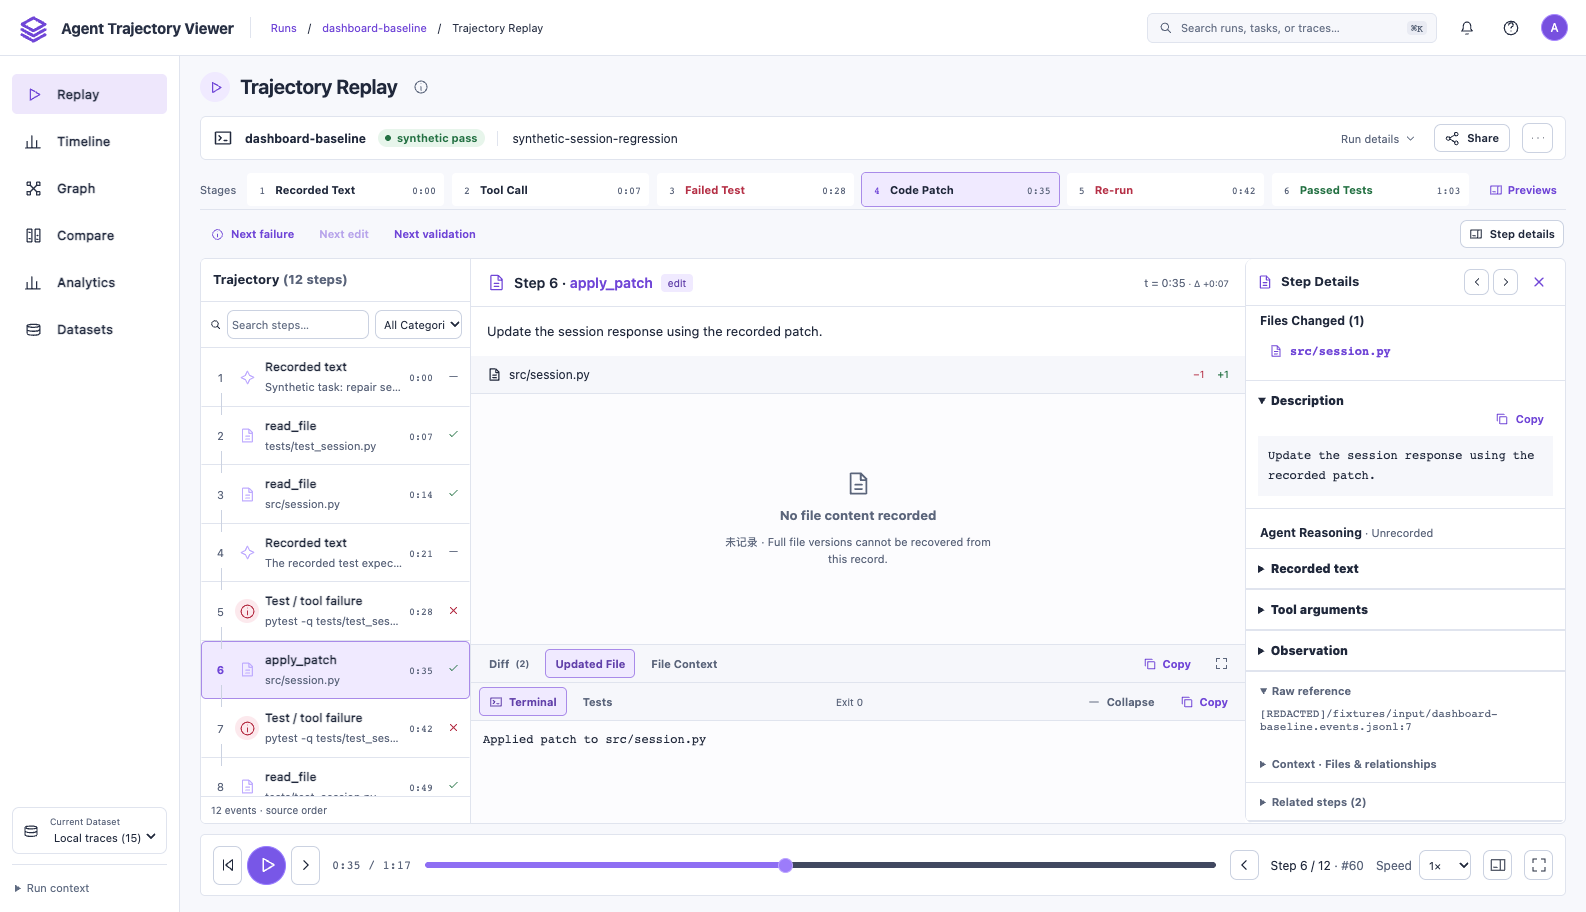 Agent Trajectory Viewer
Runs / dashboard-baseline / Trajectory Replay
Search runs, tasks, or traces...
⌘K
A
Replay
Timeline
Graph
Compare
Analytics
Datasets
Current Dataset
Local traces (15)
Run context
Trajectory Replay
dashboard-baseline
synthetic pass
synthetic-session-regression
Run details
Share
...
Stages
1 Recorded Text 0:00
2 Tool Call 0:07
3 Failed Test 0:28
4 Code Patch 0:35
5 Re-run 0:42
6 Passed Tests 1:03
Previews
Next failure
Next edit
Next validation
Step details
Trajectory (12 steps)
Search steps...
All Categori
1 Recorded text 0:00 —
Synthetic task: repair se...
2 read_file 0:07
tests/test_session.py
3 read_file 0:14
src/session.py
4 Recorded text 0:21 —
The recorded test expec...
5 Test / tool failure 0:28
pytest -q tests/test_ses...
6 apply_patch 0:35
src/session.py
7 Test / tool failure 0:42
pytest -q tests/test_ses...
8 read_file 0:49
tests/test_session.py
12 events · source order
Step 6 · apply_patch edit
t = 0:35 · Δ +0:07
Update the session response using the recorded patch.
src/session.py
−1 +1
No file content recorded
未记录 · Full file versions cannot be recovered from
this record.
Diff (2)
Updated File
File Context
Copy
Terminal
Tests
Exit 0
— Collapse
Copy
Applied patch to src/session.py
Step Details
Files Changed (1)
src/session.py
Description
Copy
Update the session response using the
recorded patch.
Agent Reasoning · Unrecorded
Recorded text
Tool arguments
Observation
Raw reference
[REDACTED]/fixtures/input/dashboard-
baseline.events.jsonl:7
Context · Files & relationships
Related steps (2)
0:35 / 1:17
Step 6 / 12 · #60
Speed
1×